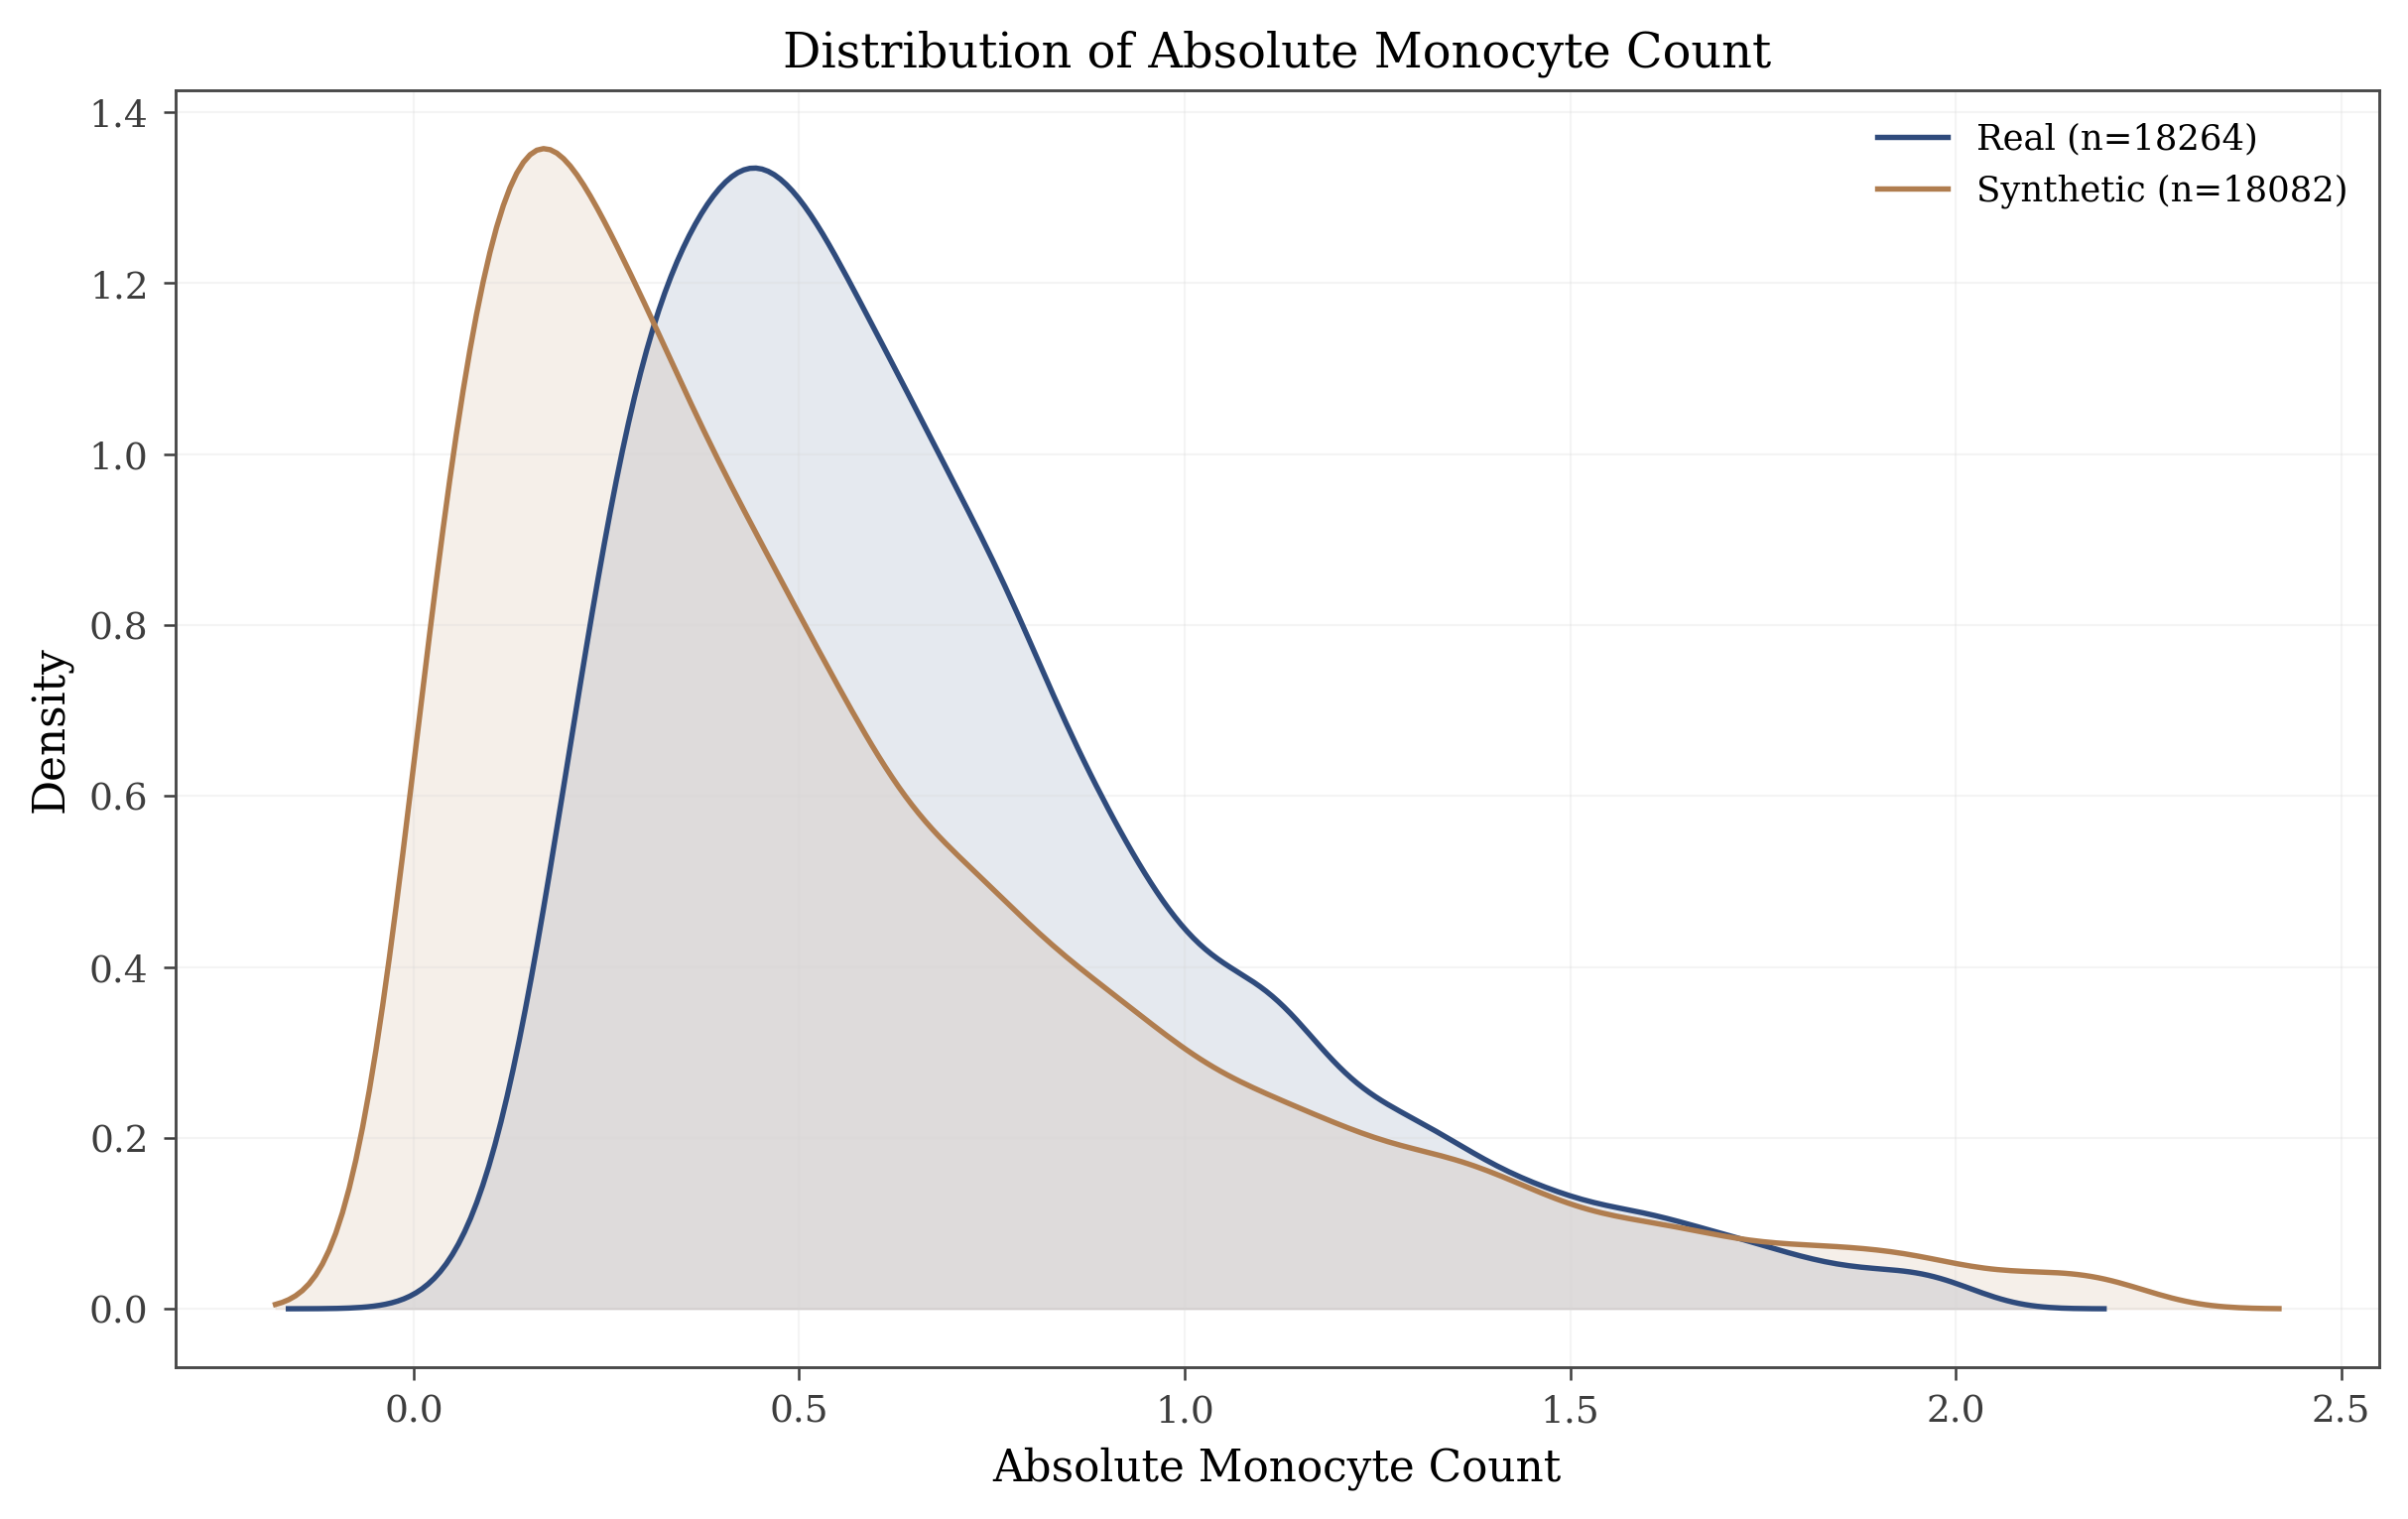 Distribution of Absolute Monocyte Count
Real (n=18264)
Synthetic (n=18082)
Density
1.4
1.2
1.0
0.8
0.6
0.4
0.2
0.0
0.0 0.5 1.0 1.5 2.0 2.5
Absolute Monocyte Count